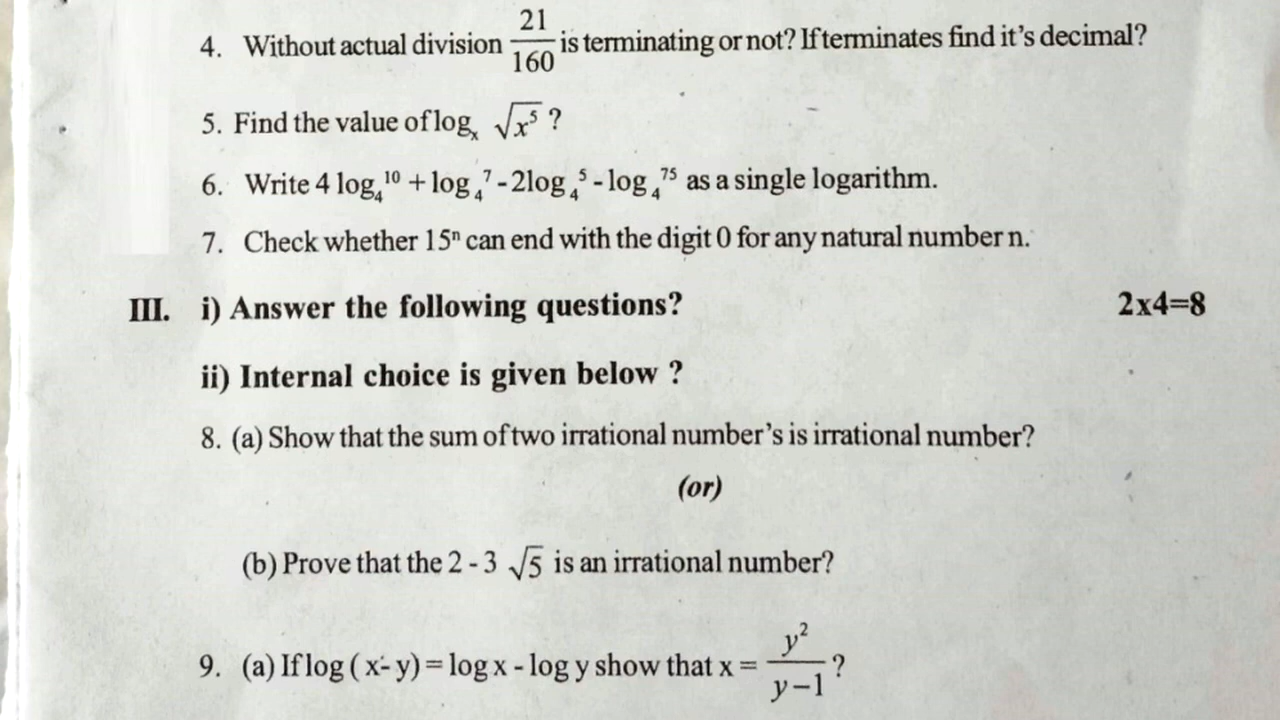 4. Without actual division 21/160 is terminating or not? If terminates find it's decimal?
5. Find the value of logₓ √x⁵ ?
6. Write 4 log₄¹⁰ + log₄⁷ - 2log₄⁵ - log₄⁷⁵ as a single logarithm.
7. Check whether 15ⁿ can end with the digit 0 for any natural number n.
III. i) Answer the following questions? 2x4=8
ii) Internal choice is given below ?
8. (a) Show that the sum of two irrational number's is irrational number?
(or)
(b) Prove that the 2 - 3 √5 is an irrational number?
9. (a) If log ( x- y) = log x - log y show that x = y²/y−1 ?